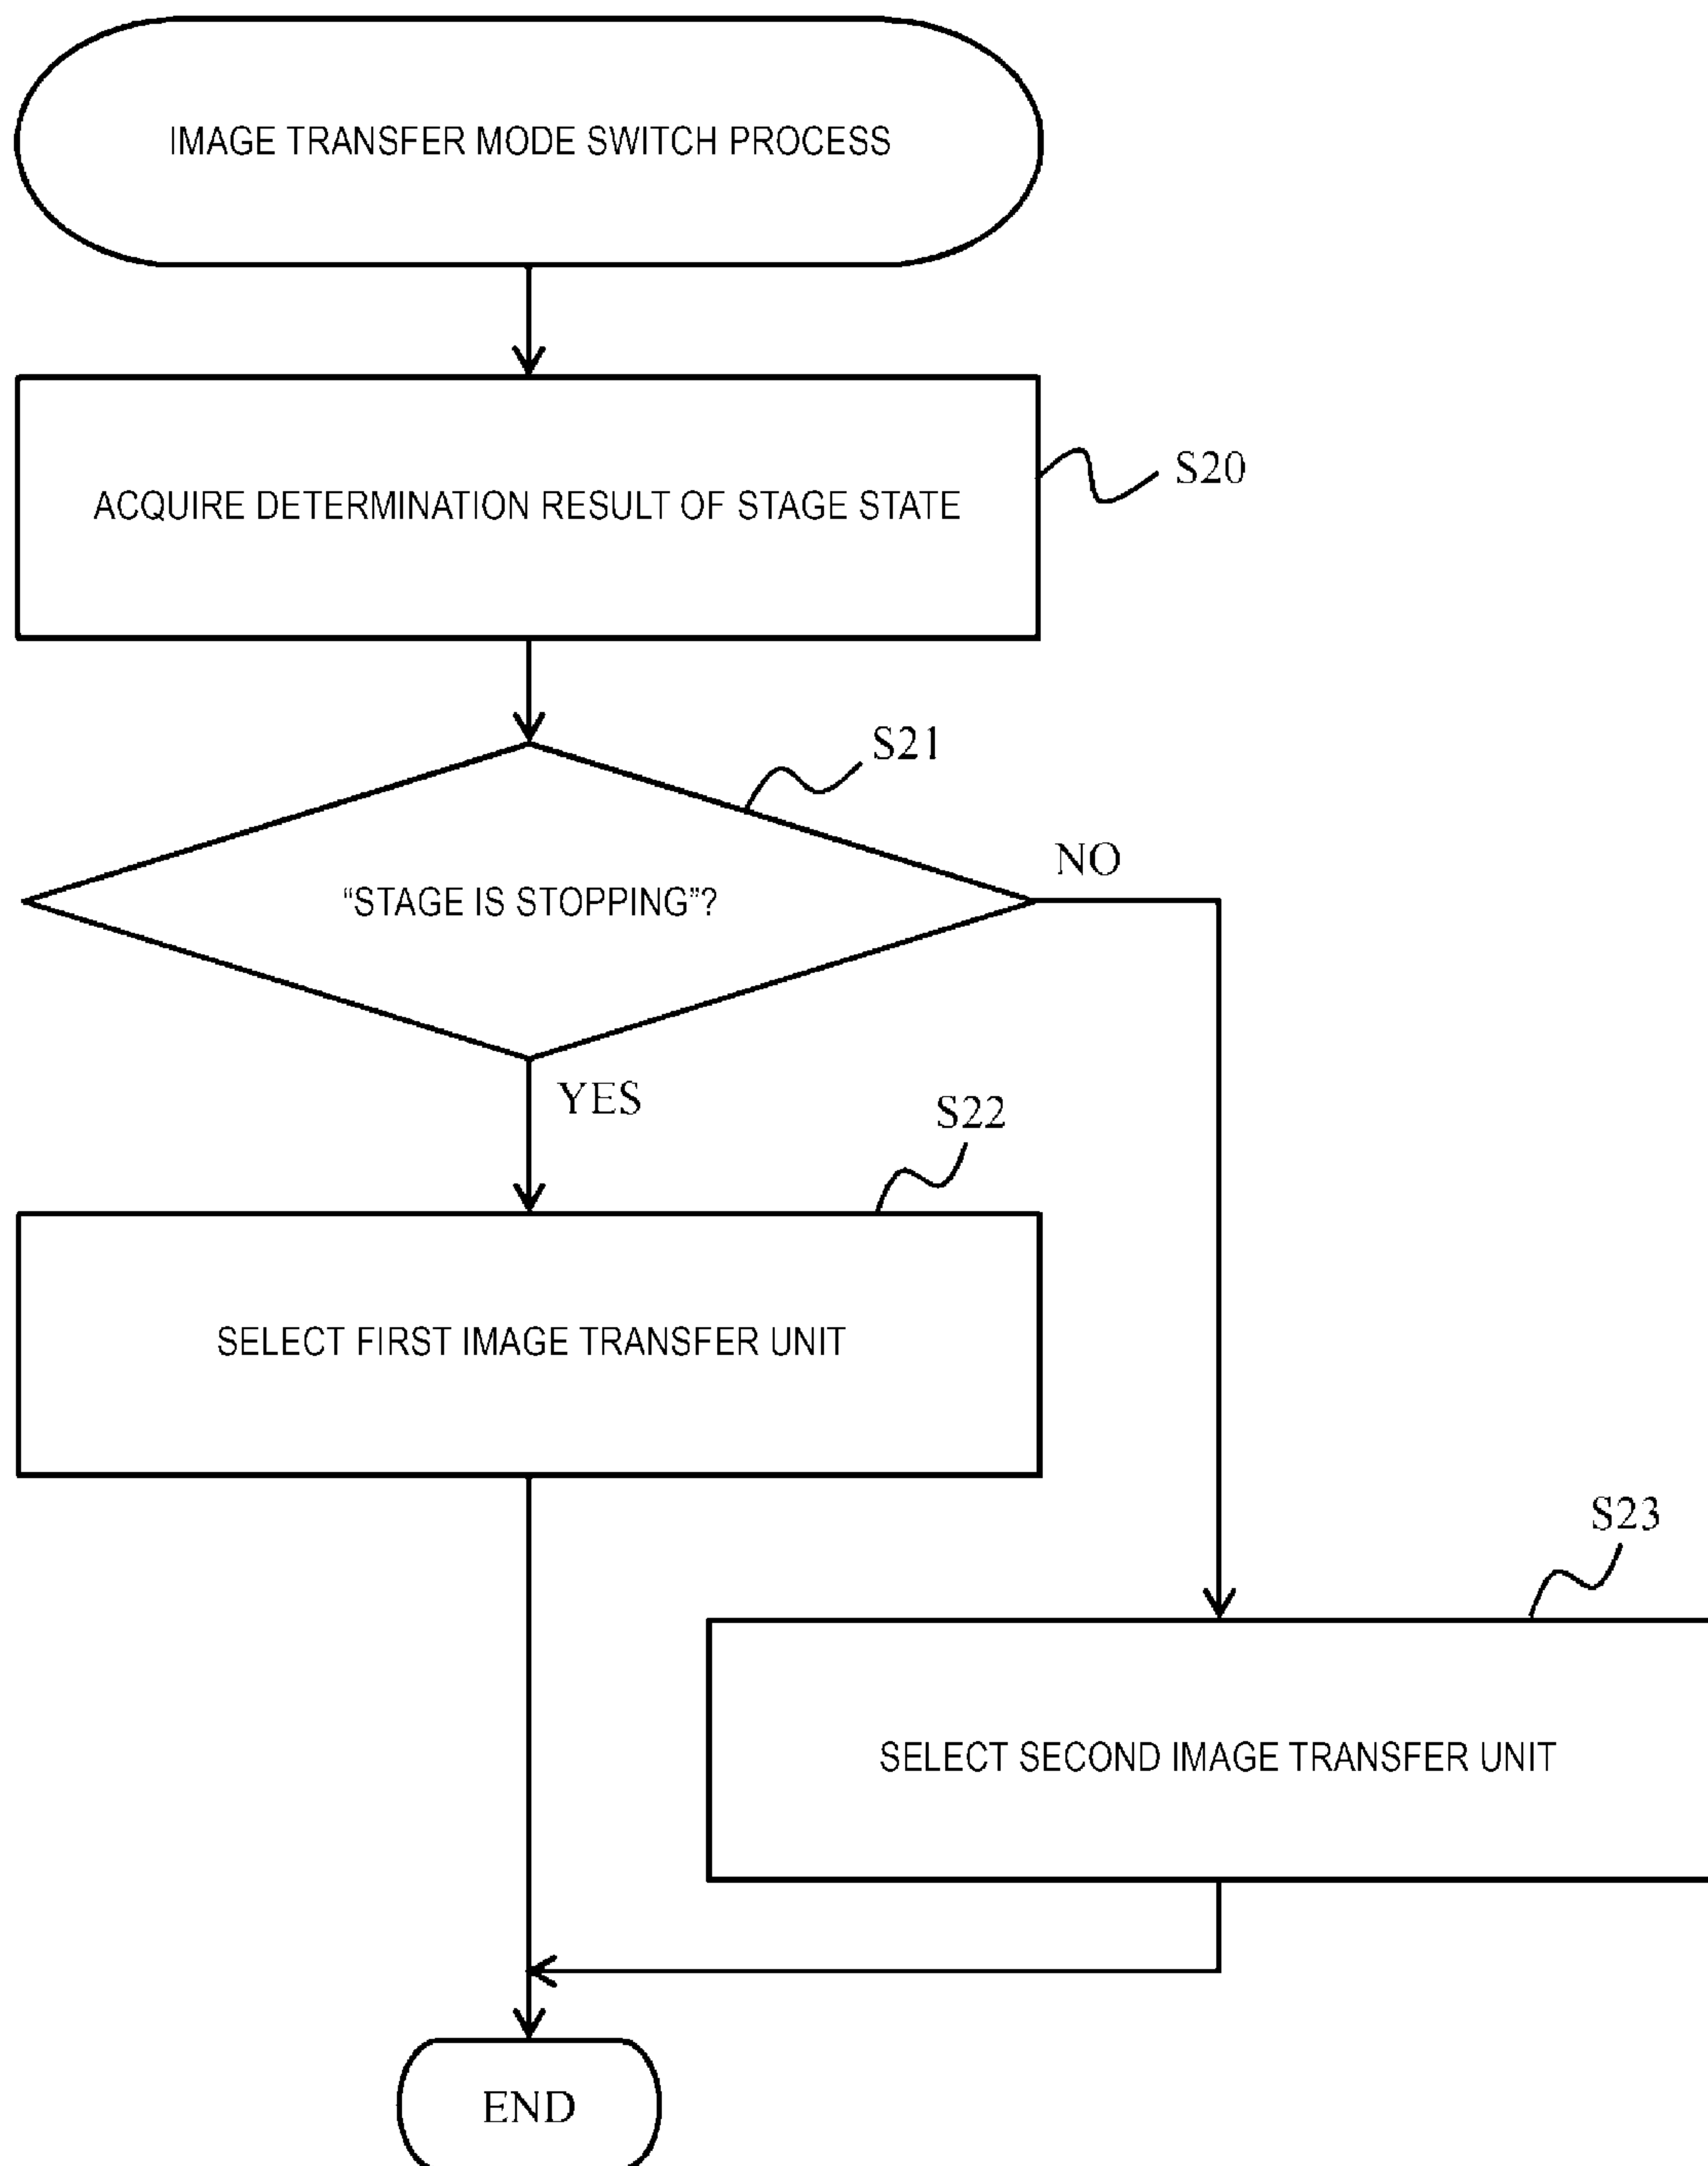 IMAGE TRANSFER MODE SWITCH PROCESS
ACQUIRE DETERMINATION RESULT OF STAGE STATE
S20
S21
“STAGE IS STOPPING”?
NO
YES
S22
SELECT FIRST IMAGE TRANSFER UNIT
S23
SELECT SECOND IMAGE TRANSFER UNIT
END